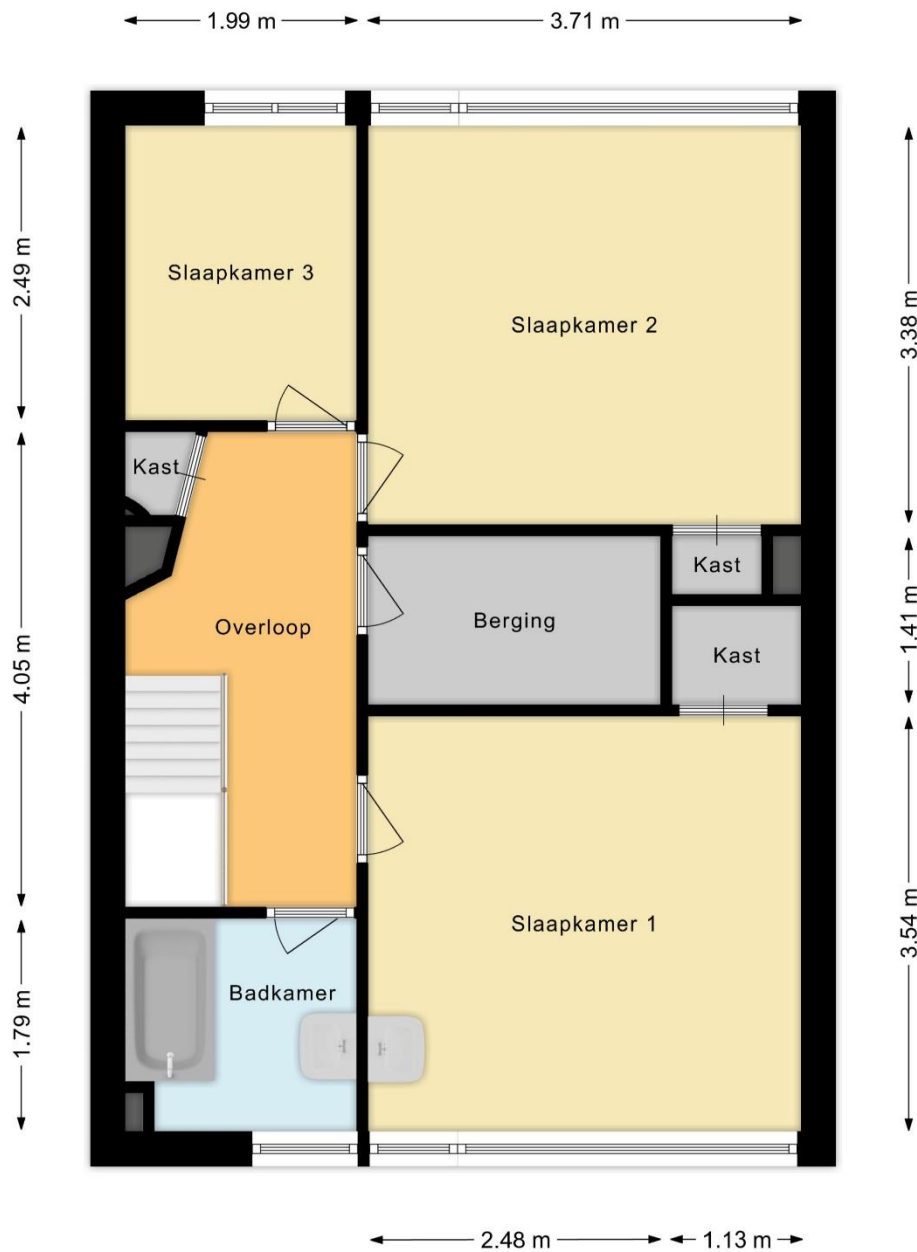 1.99 m
3.71 m
2.49 m
Slaapkamer 3
Slaapkamer 2
3.38 m
Kast
Kast
1.41 m
4.05 m
Overloop
Berging
Kast
Slaapkamer 1
3.54 m
Badkamer
1.79 m
2.48 m
1.13 m